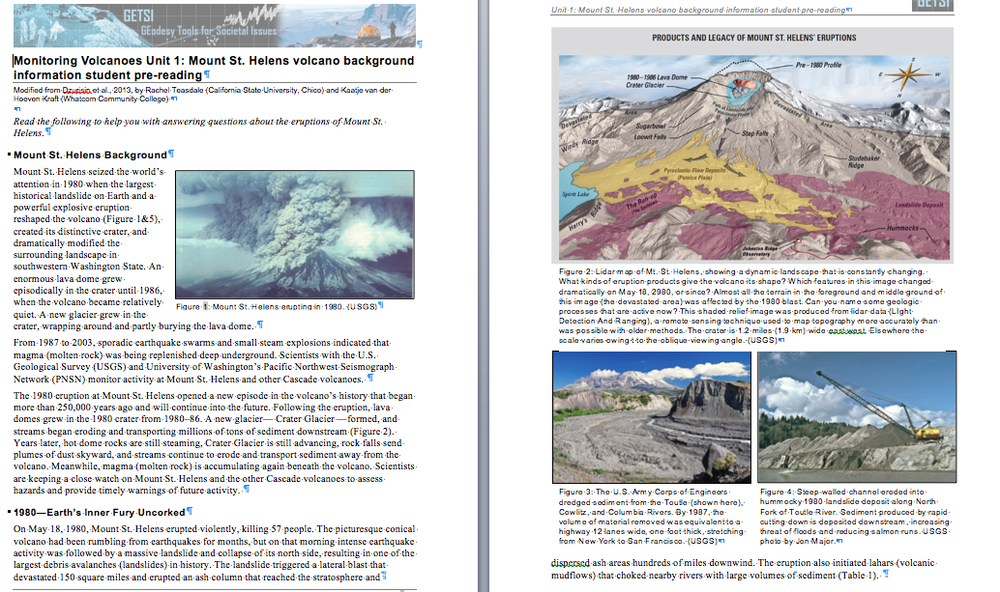 GETSI
GEodesy Tools for Societal Issues
Monitoring Volcanoes Unit 1: Mount St. Helens volcano background
information student pre-reading
Modified from Dzurisin, et al., 2013, by Rachel Teasdale (California State University, Chico) and Kaatje van der
Hoeven Kraft (Whatcom Community College)
Read the following to help you with answering questions about the eruptions of Mount St.
Helens.
Mount St. Helens Background
Mount St. Helens seized the world's
attention in 1980 when the largest
historical landslide on Earth and a
powerful explosive eruption
reshaped the volcano (Figure 1&5),
created its distinctive crater, and
dramatically modified the
surrounding landscape in
southwestern Washington State. An
enormous lava dome grew
episodically in the crater until 1986,
when the volcano became relatively
quiet. A new glacier grew in the
crater, wrapping around and partly burying the lava dome.
Figure 1: Mount St. Helens erupting in 1980. (USGS)
From 1987 to 2003, sporadic earthquake swarms and small steam explosions indicated that
magma (molten rock) was being replenished deep underground. Scientists with the U.S.
Geological Survey (USGS) and University of Washington's Pacific Northwest Seismograph
Network (PNSN) monitor activity at Mount St. Helens and other Cascade volcanoes.
The 1980 eruption at Mount St. Helens opened a new episode in the volcano's history that began
more than 250,000 years ago and will continue into the future. Following the eruption, lava
domes grew in the 1980 crater from 1980–86. A new glacier— Crater Glacier—formed, and
streams began eroding and transporting millions of tons of sediment downstream (Figure 2).
Years later, hot dome rocks are still steaming, Crater Glacier is still advancing, rock falls send
plumes of dust skyward, and streams continue to erode and transport sediment away from the
volcano. Meanwhile, magma (molten rock) is accumulating again beneath the volcano. Scientists
are keeping a close watch on Mount St. Helens and the other Cascade volcanoes to assess
hazards and provide timely warnings of future activity.
1980—Earth's Inner Fury Uncorked
On May 18, 1980, Mount St. Helens erupted violently, killing 57 people. The picturesque conical
volcano had been rumbling from earthquakes for months, but on that morning intense earthquake
activity was followed by a massive landslide and collapse of its north side, resulting in one of the
largest debris avalanches (landslides) in history. The landslide triggered a lateral blast that
devastated 150 square miles and erupted an ash column that reached the stratosphere and
Unit 1: Mount St. Helens volcano background information student pre-reading
GETSI
PRODUCTS AND LEGACY OF MOUNT ST. HELENS' ERUPTIONS
1980–1986 Lava Dome
Crater Glacier
Pre-1980 Profile
E
W
N
Devastated
Area
Devastated
Area
Windy Ridge
Sugarbowl
Loowit Falls
Step Falls
Studebaker
Ridge
Pyroclastic-Flow Deposits
(Pumice Plain)
Spirit Lake
Harry's Ridge
The Run-up
Landslide Deposit
Hummocks
Johnston Ridge
Observatory
Figure 2: Lidar map of Mt. St. Helens, showing a dynamic landscape that is constantly changing.
What kinds of eruption products give the volcano its shape? Which features in this image changed
dramatically on May 18, 2980, or since? Almost all the terrain in the foreground and middle ground of
this image (the devastated area) was affected by the 1980 blast. Can you name some geologic
processes that are active now? This shaded relief image was produced from lidar data (Light
Detection And Ranging), a remote sensing technique used to map topography more accurately than
was possible with older methods. The crater is 1.2 miles (1.9 km) wide east west. Elsewhere the
scale varies owing t to the oblique viewing angle. (USGS)
Figure 3: The U.S. Army Corps of Engineers
dredged sediment from the Toutle (shown here),
Cowlitz, and Columbia Rivers. By 1987, the
volume of material removed was equivalent to a
highway 12 lanes wide, one foot thick, stretching
from New York to San Francisco. (USGS)
Figure 4: Steep-walled channel eroded into
hummocky 1980 landslide deposit along North
Fork of Toutle River. Sediment produced by rapid
cutting down is deposited downstream, increasing
threat of floods and reducing salmon runs. USGS
photo by Jon Major.
dispersed ash areas hundreds of miles downwind. The eruption also initiated lahars (volcanic
mudflows) that choked nearby rivers with large volumes of sediment (Table 1).